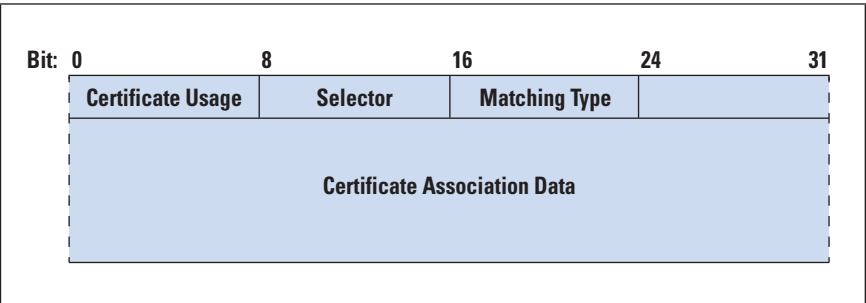 Bit: 0 8 16 24 31
Certificate Usage Selector Matching Type
Certificate Association Data